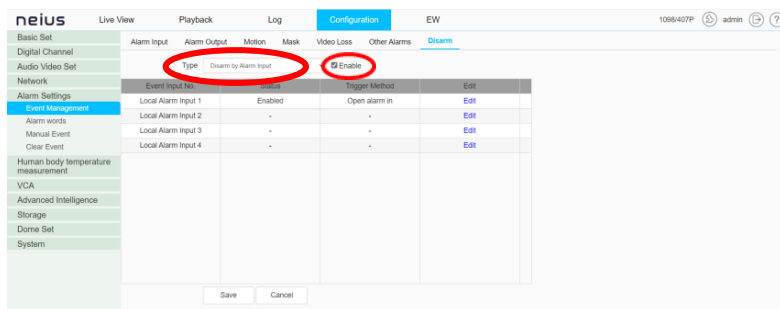 neius Live View Playback Log Configuration EW 1098/407P admin
Basic Set
Digital Channel
Audio Video Set
Network
Alarm Settings
Event Management
Alarm words
Manual Event
Clear Event
Human body temperature
measurement
VCA
Advanced Intelligence
Storage
Dome Set
System
Alarm Input Alarm Output Motion Mask Video Loss Other Alarms Disarm
Type Disarm by Alarm Input Enable
Event Input No. Status Trigger Method Edit
Local Alarm Input 1 Enabled Open alarm in Edit
Local Alarm Input 2 - - Edit
Local Alarm Input 3 - - Edit
Local Alarm Input 4 - - Edit
Save Cancel